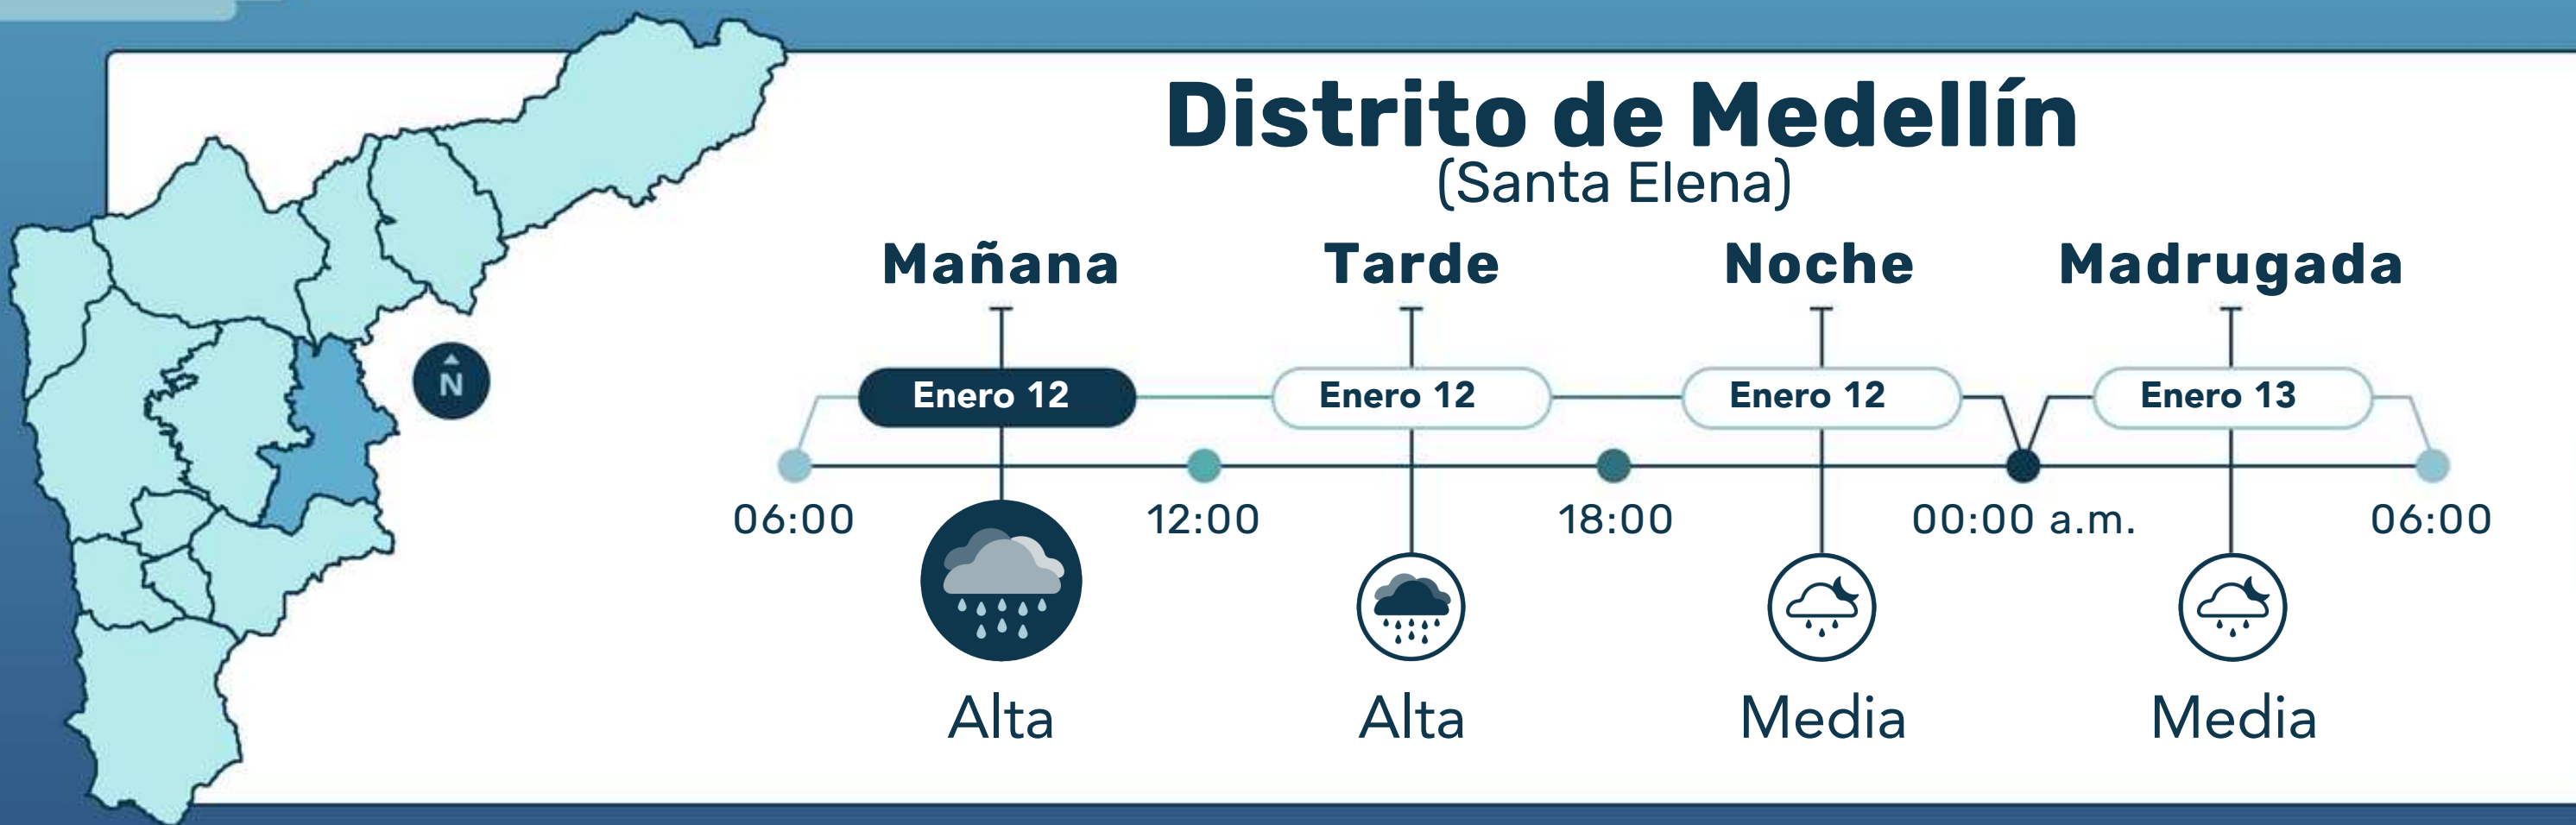 Distrito de Medellín
(Santa Elena)
Mañana Tarde Noche Madrugada
Enero 12 Enero 12 Enero 12 Enero 13
N
06:00 12:00 18:00 00:00 a.m. 06:00
Alta Alta Media Media